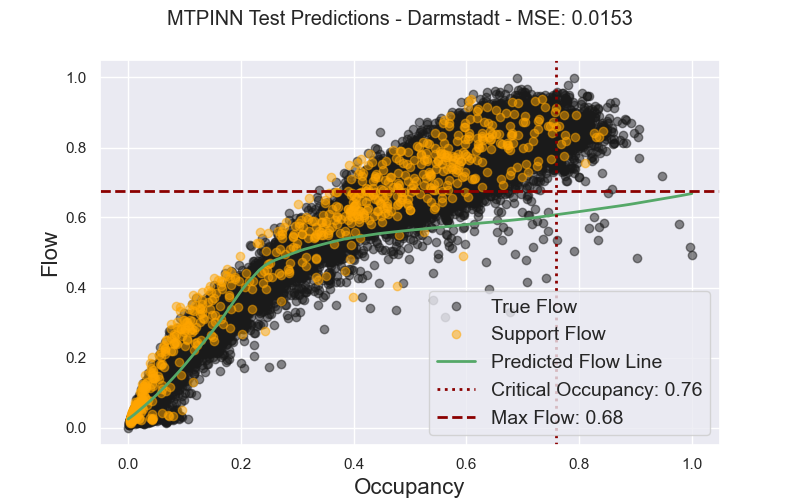 MTPINN Test Predictions - Darmstadt - MSE: 0.0153
1.0
0.8
0.6
0.4
0.2
0.0
Flow
True Flow
Support Flow
Predicted Flow Line
Critical Occupancy: 0.76
Max Flow: 0.68
0.0 0.2 0.4 0.6 0.8 1.0
Occupancy